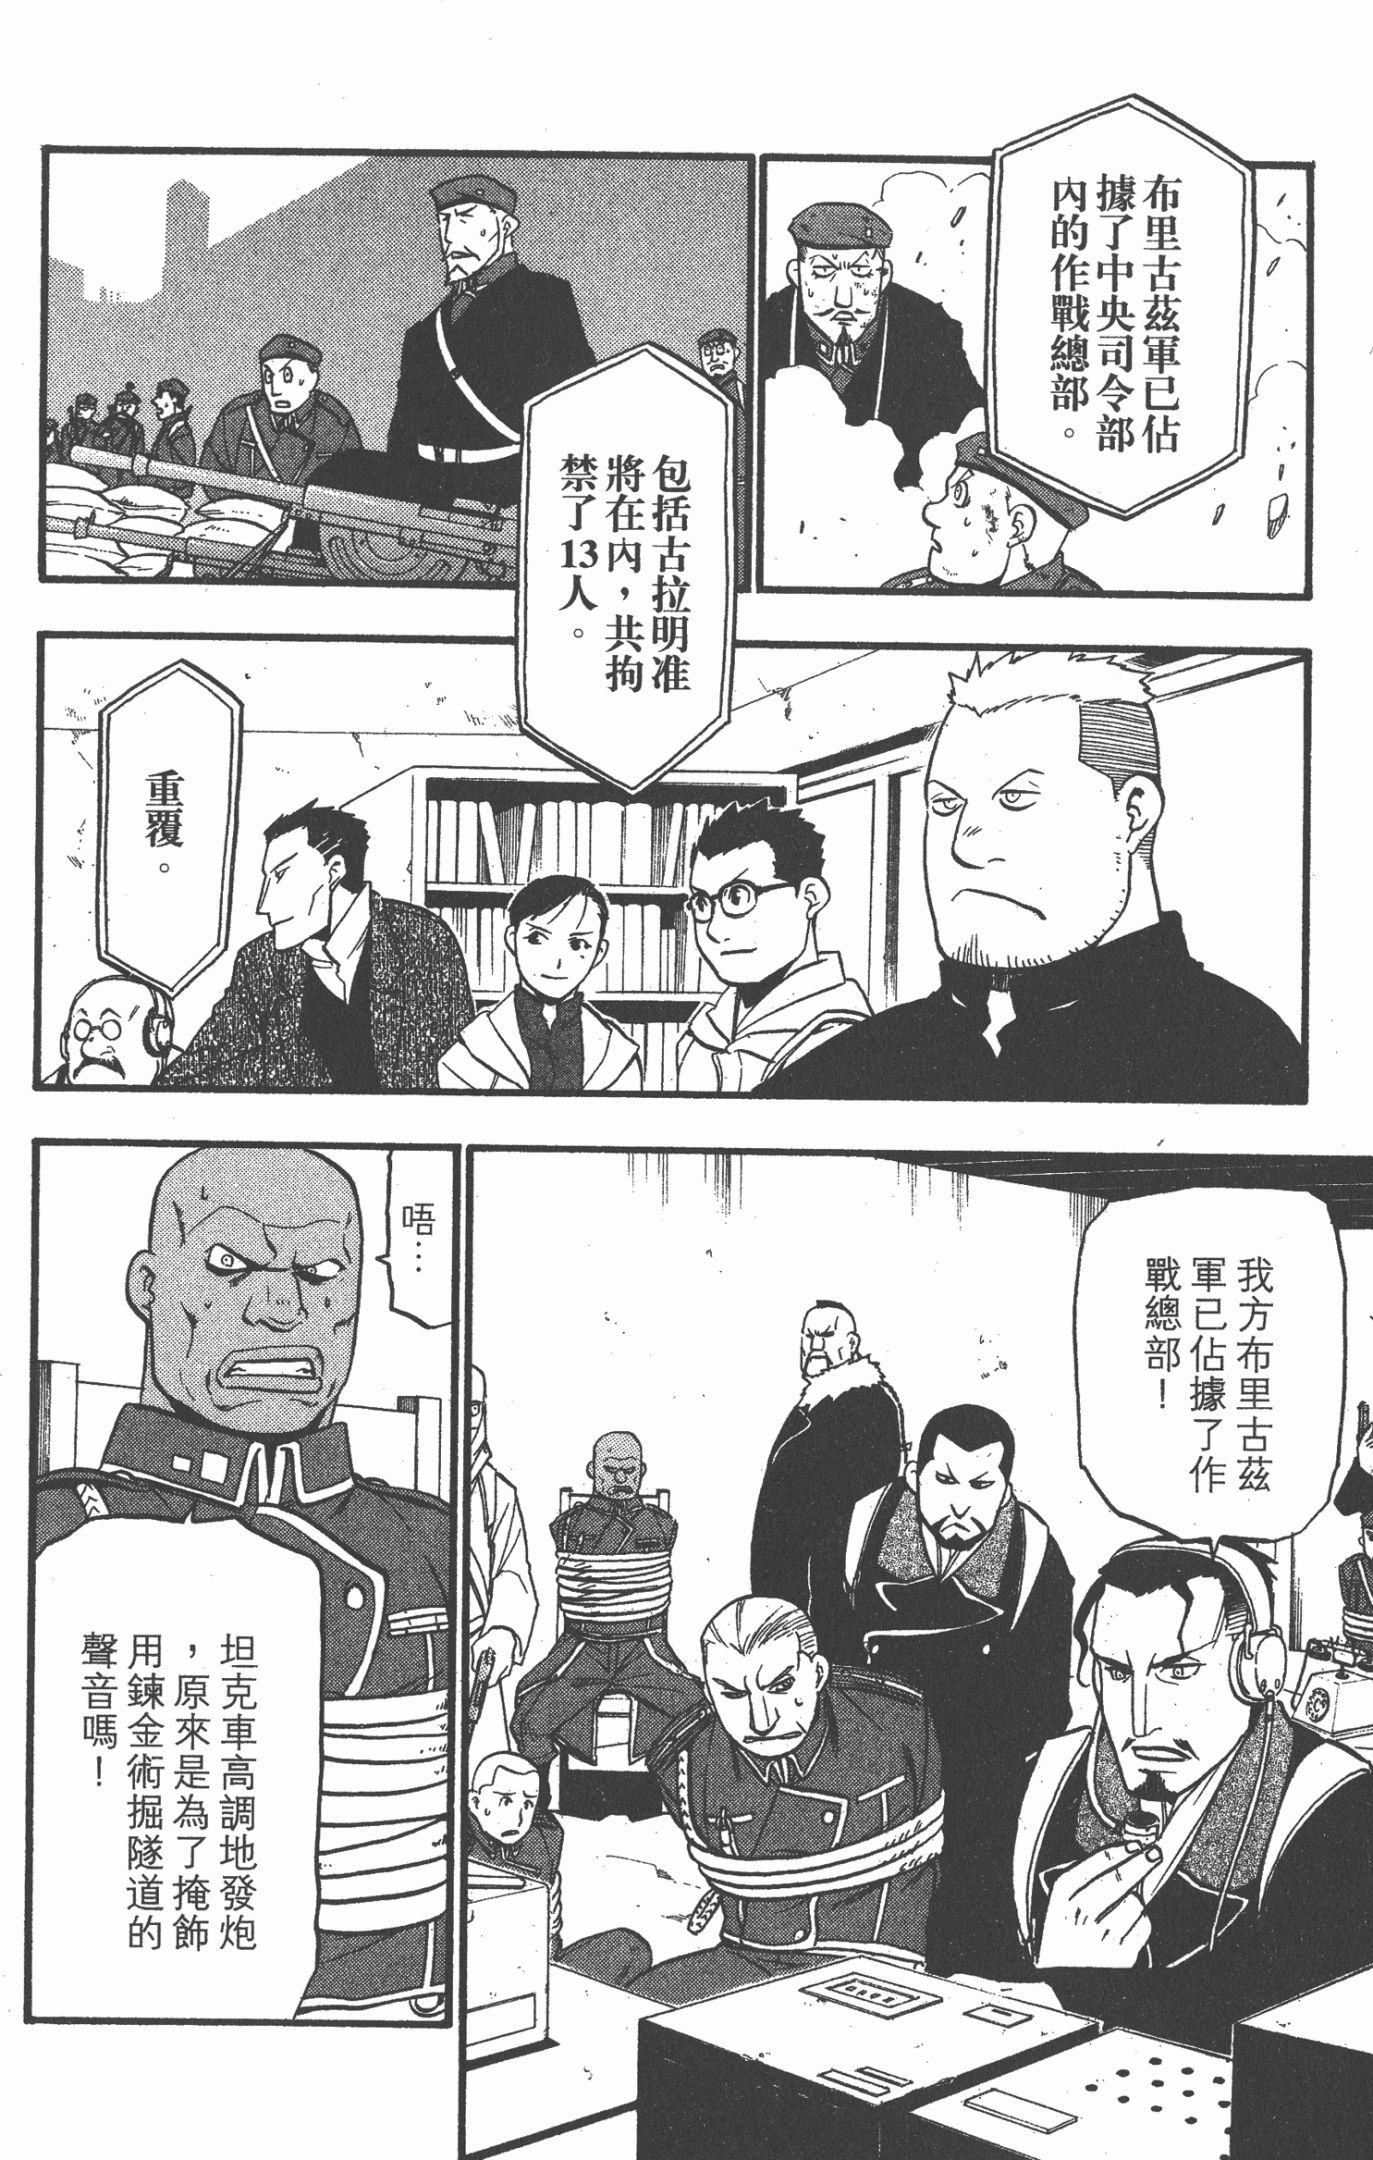 布里古茲軍已佔
據了中央司令部
內的作戰總部。
包括古拉明准
將在內，共拘
禁了13人。
重覆。
我方布里古茲
軍已佔據了作
戰總部！
唔…
坦克車高調地發炮
，原來是為了掩飾
用鍊金術掘隧道的
聲音嗎！